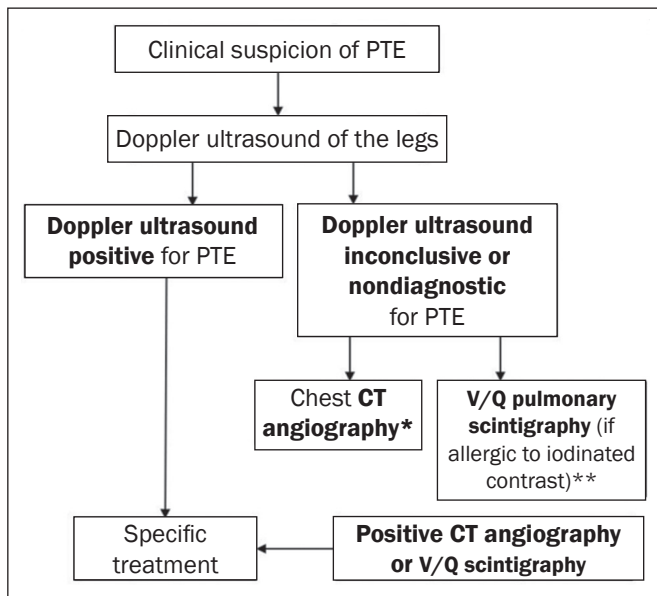 Clinical suspicion of PTE
Doppler ultrasound of the legs
Doppler ultrasound
positive for PTE
Doppler ultrasound
inconclusive or
nondiagnostic
for PTE
Chest CT
angiography*
V/Q pulmonary
scintigraphy (if
allergic to iodinated
contrast)**
Specific
treatment
Positive CT angiography
or V/Q scintigraphy